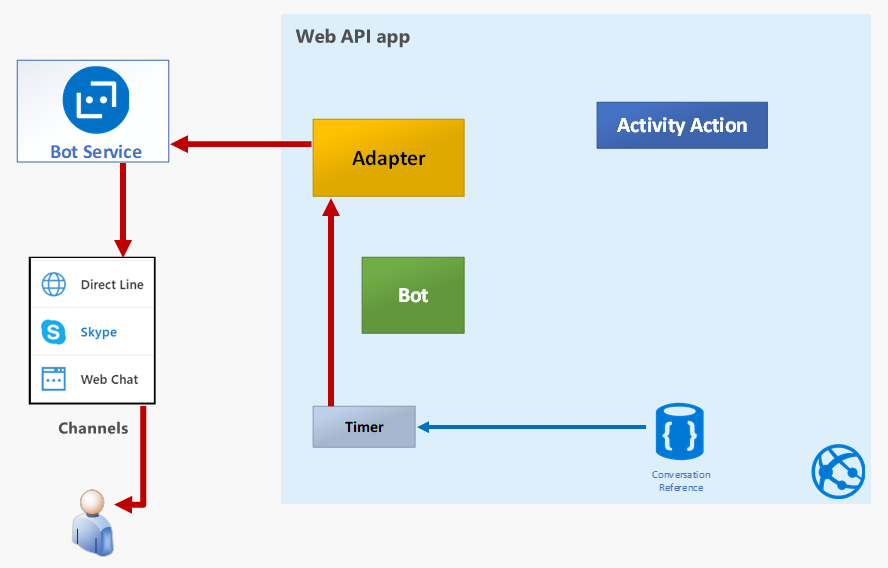 Web API app
Bot Service
Adapter
Activity Action
Direct Line
Skype
Web Chat
Channels
Bot
Timer
Conversation
Reference